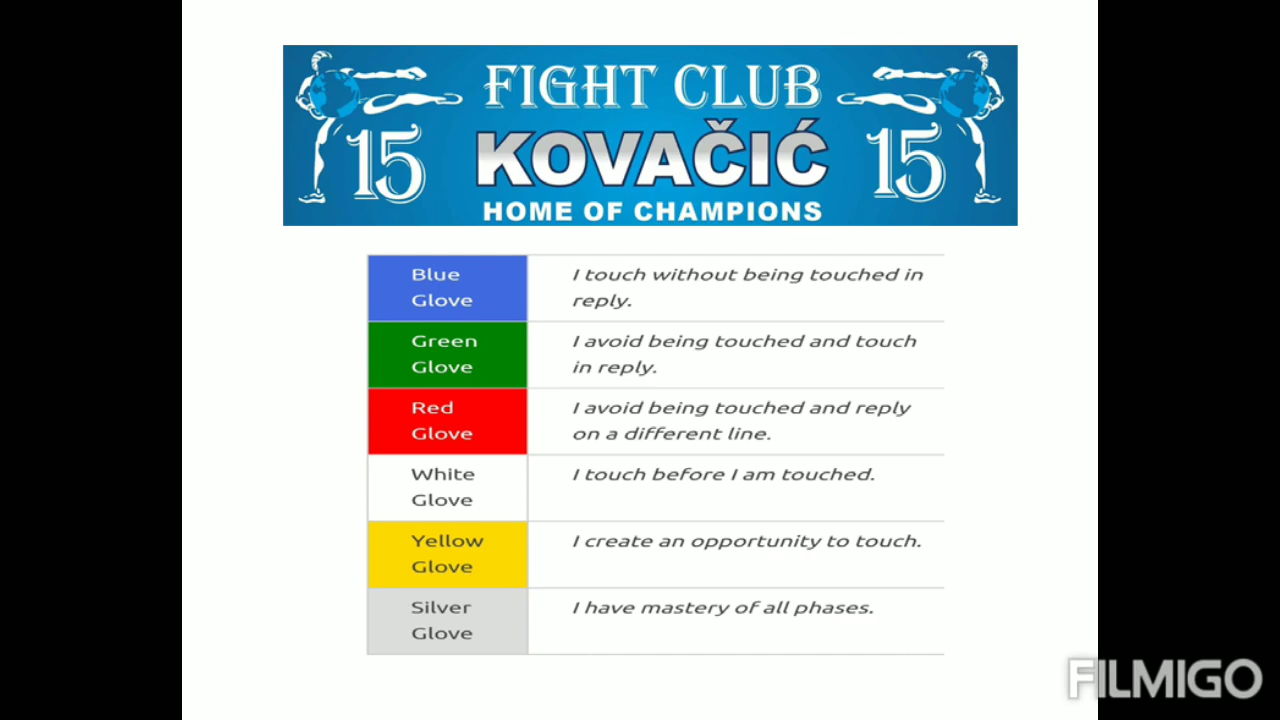 FIGHT CLUB
15 KOVAČIĆ 15
HOME OF CHAMPIONS
Blue
Glove
I touch without being touched in
reply.
Green
Glove
I avoid being touched and touch
in reply.
Red
Glove
I avoid being touched and reply
on a different line.
White
Glove
I touch before I am touched.
Yellow
Glove
I create an opportunity to touch.
Silver
Glove
I have mastery of all phases.
FILMIGO